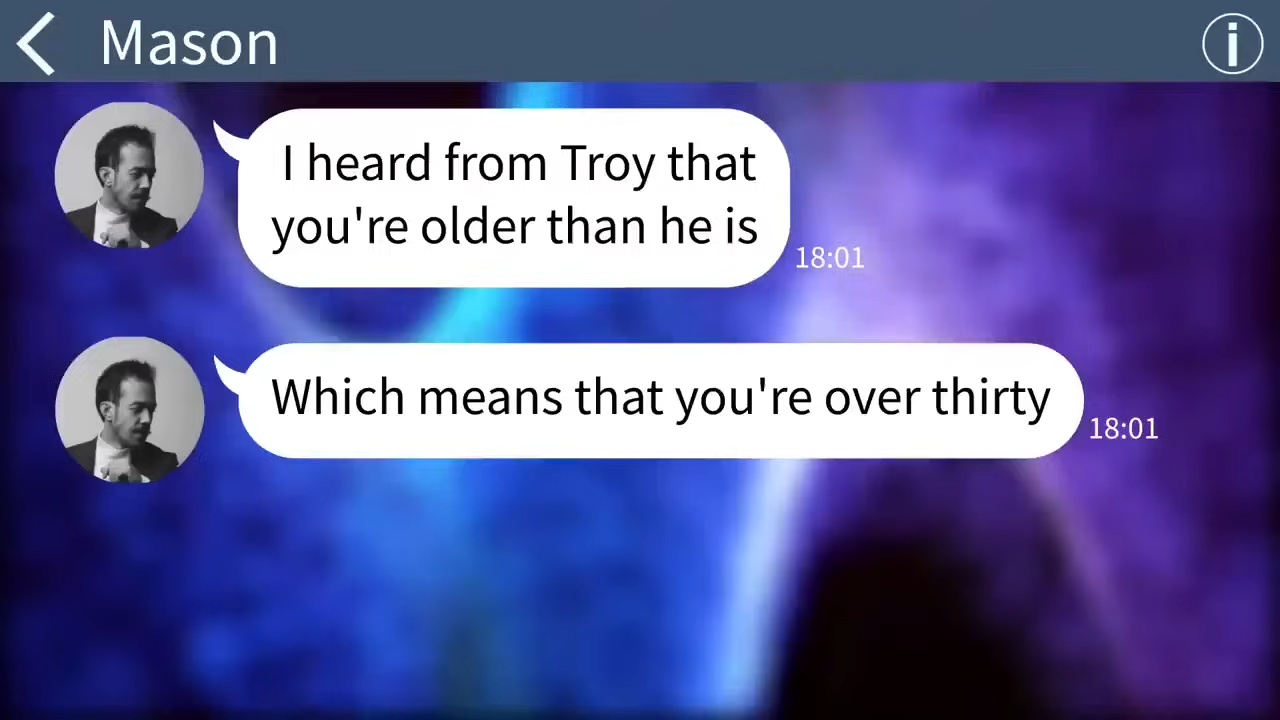 Mason
I heard from Troy that
you're older than he is
18:01
Which means that you're over thirty
18:01